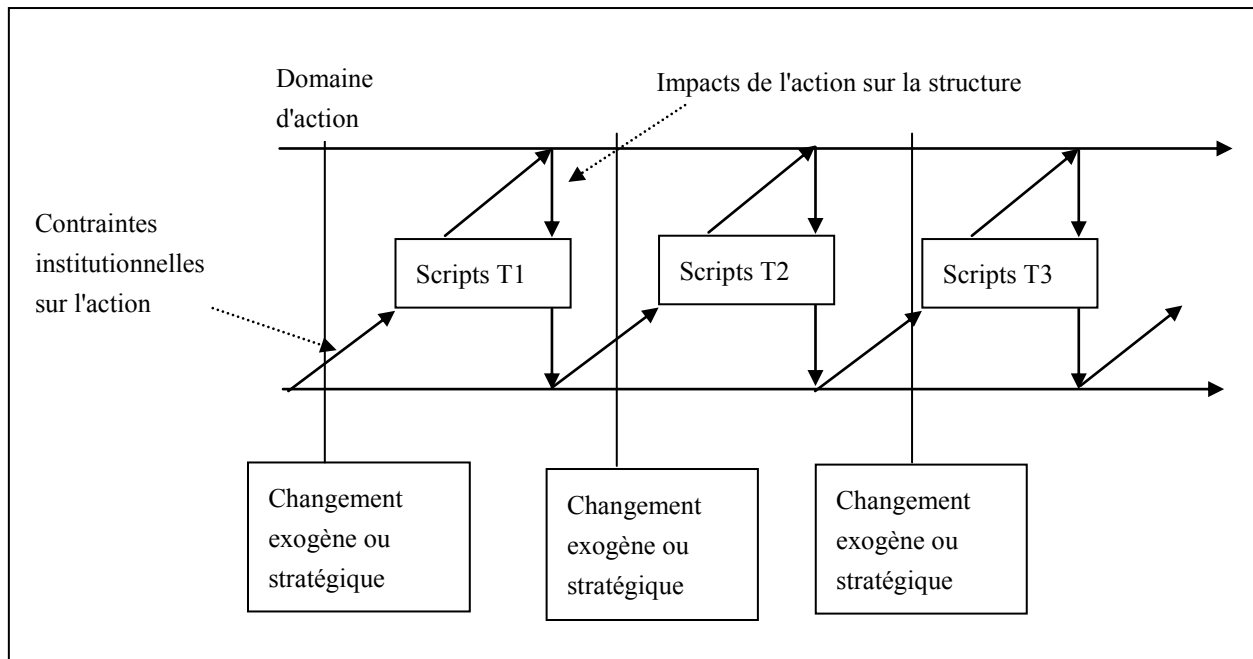 Domaine
d'action
Impacts de l'action sur la structure
Contraintes
institutionnelles
sur l'action
Scripts T1
Scripts T2
Scripts T3
Changement
exogène ou
stratégique
Changement
exogène ou
stratégique
Changement
exogène ou
stratégique